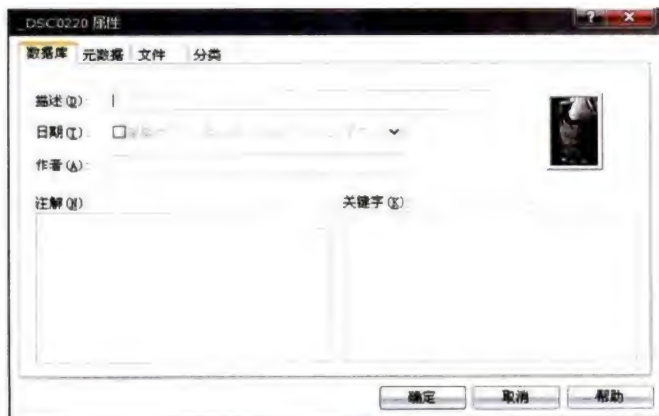 _DSC0220 属性
? ×
数据库 元数据 文件 分类
描述(D):
日期(T):
作者(A):
注解(N)
关键字(K):
确定 取消 帮助